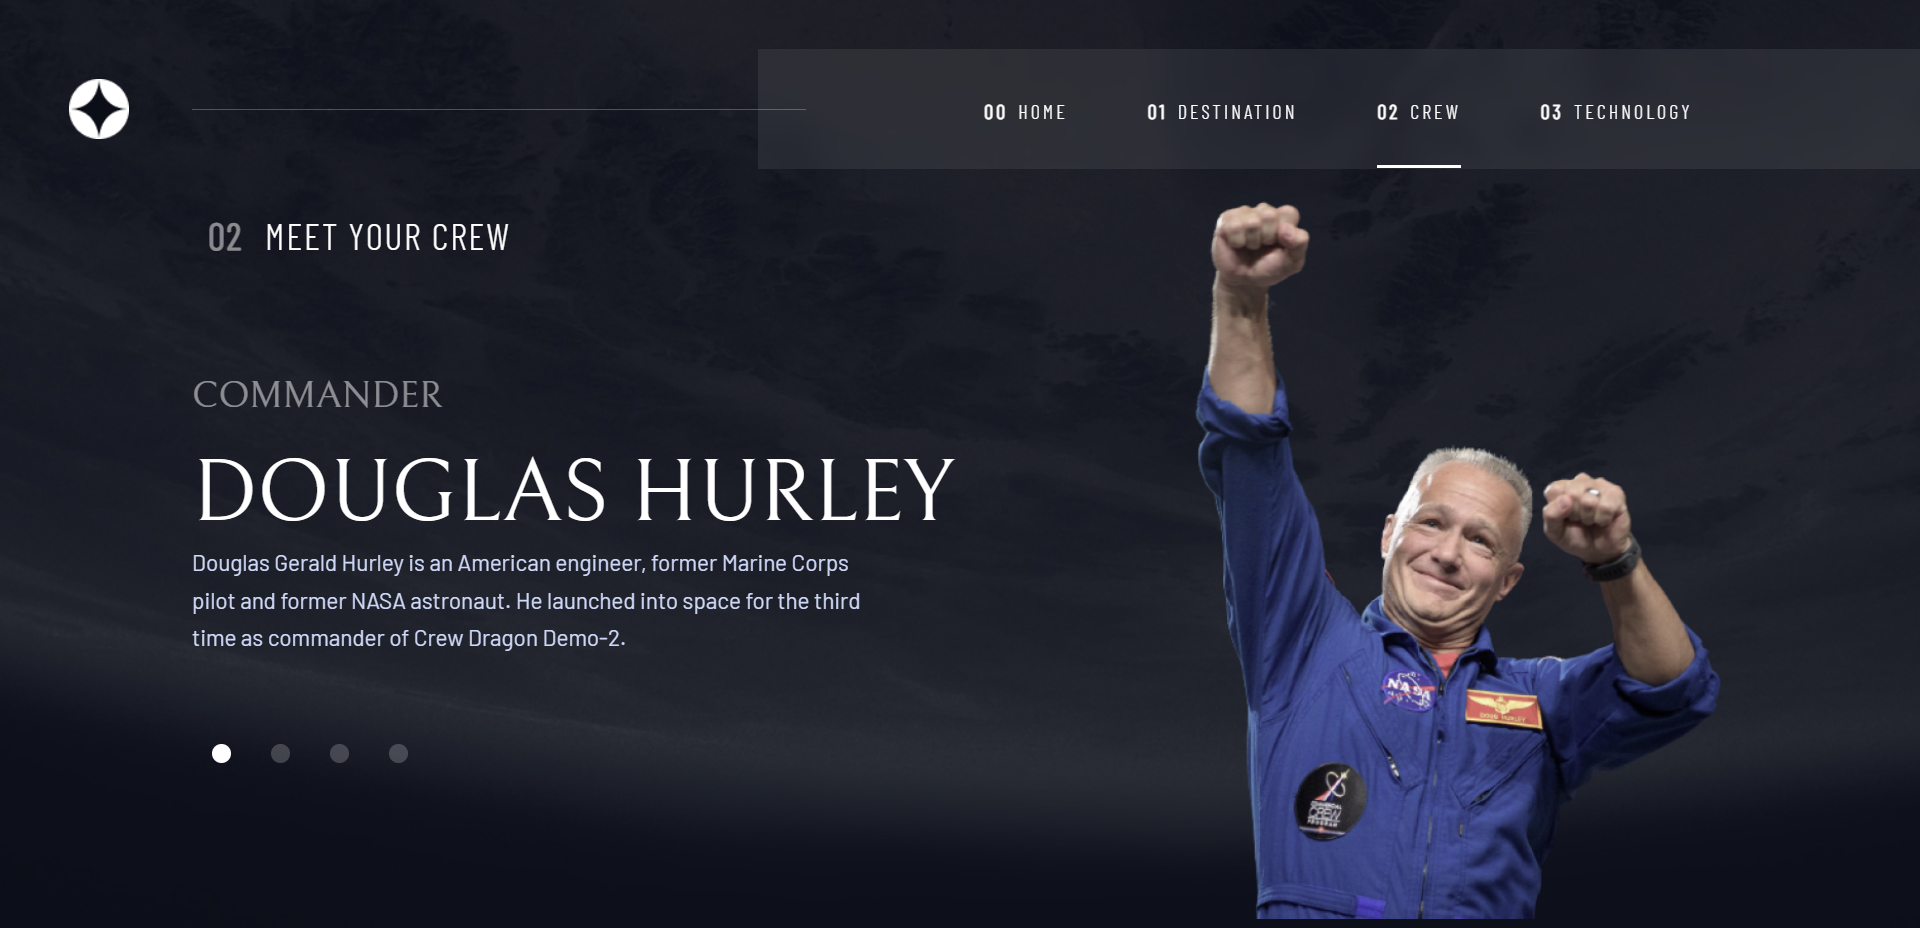 00 HOME
01 DESTINATION
02 CREW
03 TECHNOLOGY
02 MEET YOUR CREW
COMMANDER
DOUGLAS HURLEY
Douglas Gerald Hurley is an American engineer, former Marine Corps
pilot and former NASA astronaut. He launched into space for the third
time as commander of Crew Dragon Demo-2.
NASA
HURLEY
CREW
PROGRAM